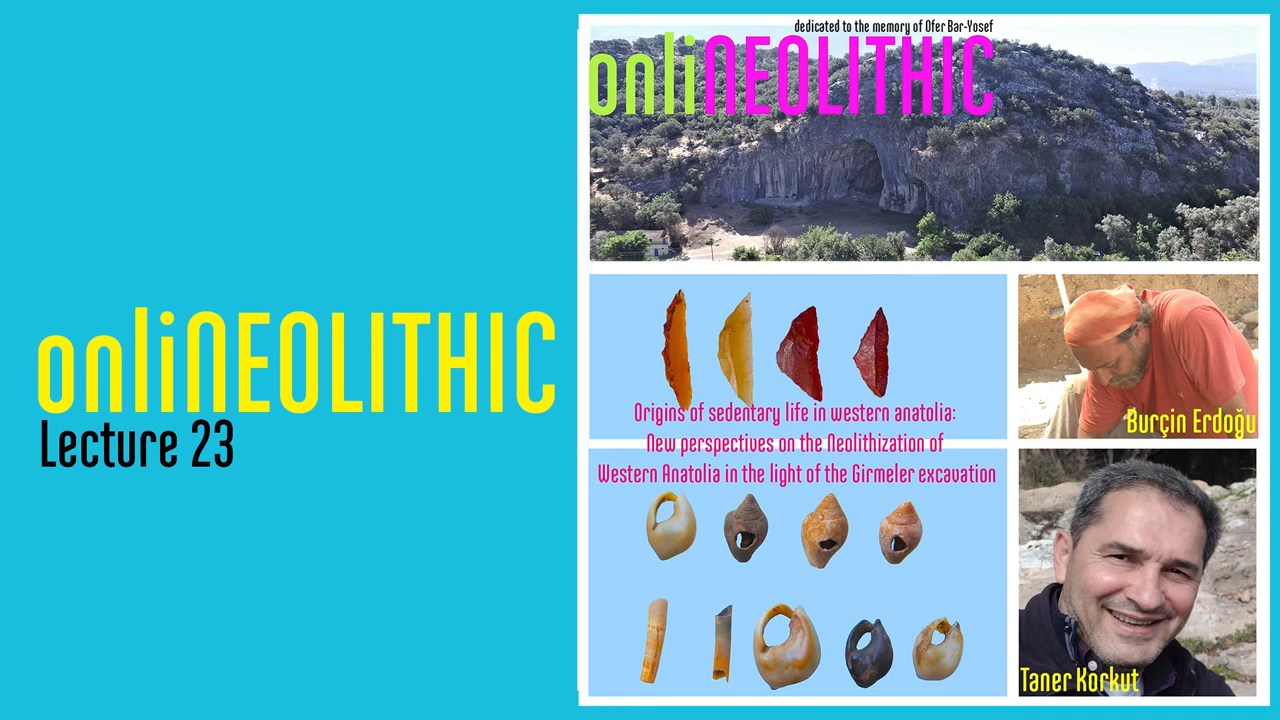 onliNEOLITHIC
Lecture 23
dedicated to the memory of Ofer Bar-Yosef
onliNEOLITHIC
Origins of sedentary life in western anatolia:
New perspectives on the Neolithization of
Western Anatolia in the light of the Girmeler excavation
Burçin Erdoğu
Taner Korkut